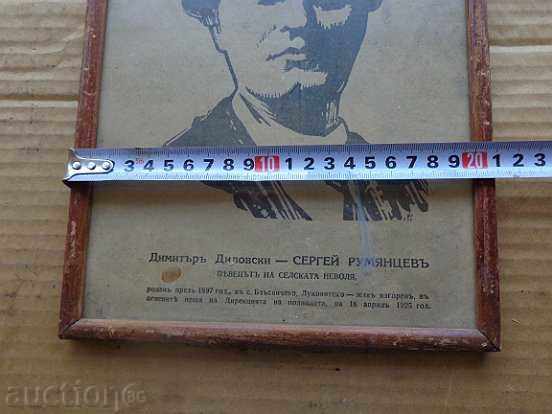 3 4 5 6 7 8 9 10 1 2 3 4 5 6 7 8 9 20 1 2 3
Димитъръ Диновски — СЕРГЕЙ РУМЯНЦЕВЪ
ПѢВЕЦЪТЪ НА СЕЛСКАТА НЕВОЛЯ.
роденъ презъ 1897 год., въ с. Блъсничево, Луковитско — живъ изгоренъ, въ
огнените пещи на Дирекцията на полицията, на 16 априлъ 1925 год.
auction.BG